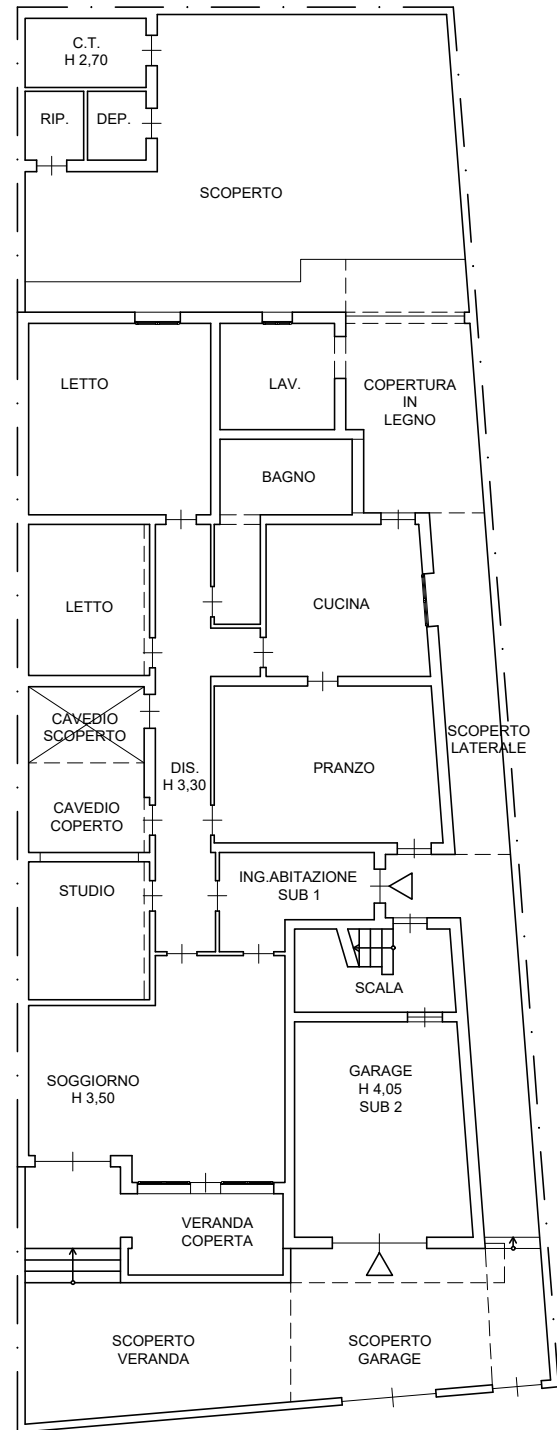 C.T.
H 2,70
RIP.
DEP.
SCOPERTO
LETTO
LAV.
COPERTURA
IN
LEGNO
BAGNO
LETTO
CUCINA
CAVEDIO
SCOPERTO
SCOPERTO
LATERALE
DIS.
H 3,30
PRANZO
CAVEDIO
COPERTO
STUDIO
ING.ABITAZIONE
SUB 1
SCALA
SOGGIORNO
H 3,50
GARAGE
H 4,05
SUB 2
VERANDA
COPERTA
SCOPERTO
VERANDA
SCOPERTO
GARAGE